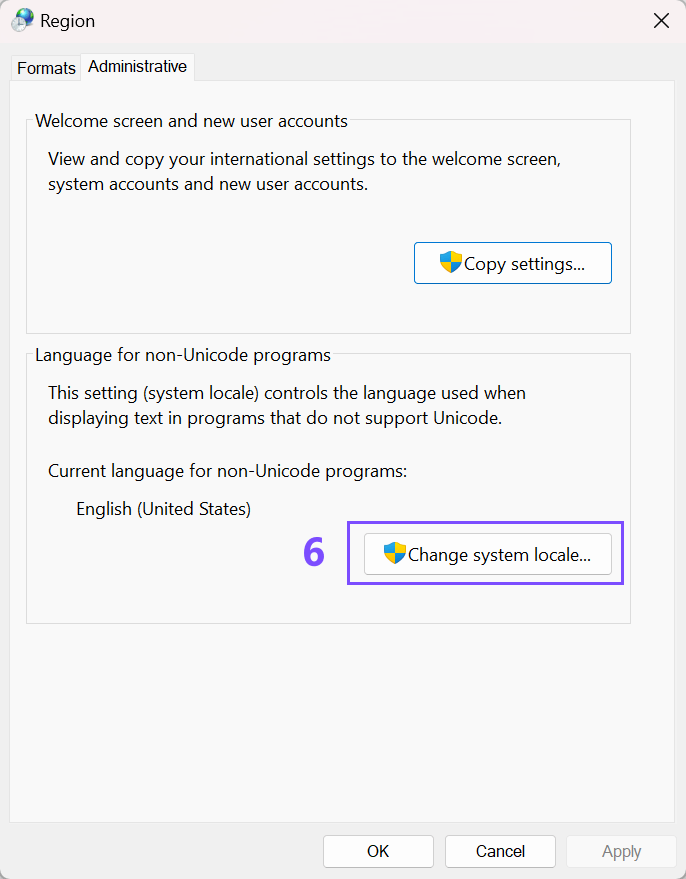 Region
Formats
Administrative
Welcome screen and new user accounts
View and copy your international settings to the welcome screen,
system accounts and new user accounts.
Copy settings...
Language for non-Unicode programs
This setting (system locale) controls the language used when
displaying text in programs that do not support Unicode.
Current language for non-Unicode programs:
English (United States)
6
Change system locale...
OK
Cancel
Apply